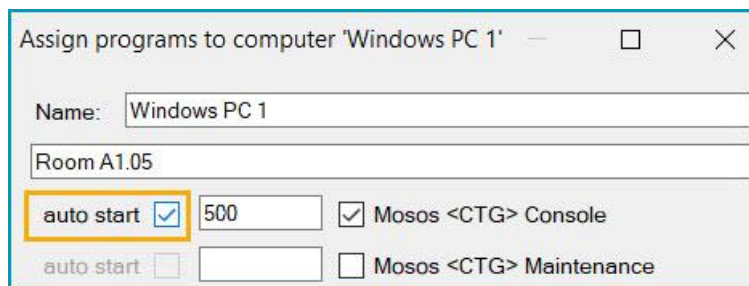 Assign programs to computer 'Windows PC 1'
Name: Windows PC 1
Room A1.05
auto start 500 Mosos <CTG> Console
auto start Mosos <CTG> Maintenance